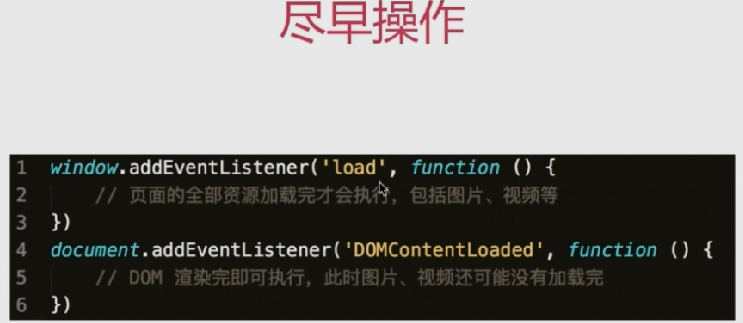 尽早操作
1 window.addEventListener('load', function () {
2     // 页面的全部资源加载完才会执行，包括图片、视频等
3 })
4 document.addEventListener('DOMContentLoaded', function () {
5     // DOM 渲染完即可执行，此时图片、视频还可能没有加载完
6 })